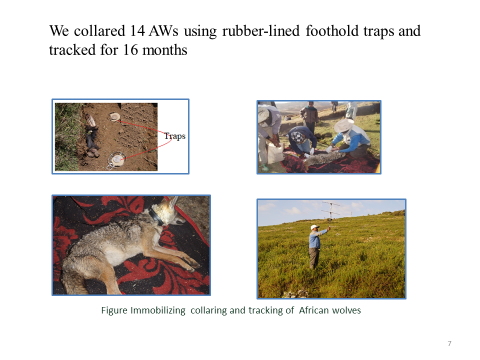 We collared 14 AWs using rubber-lined foothold traps and
tracked for 16 months
Traps
Figure Immobilizing collaring and tracking of African wolves
7